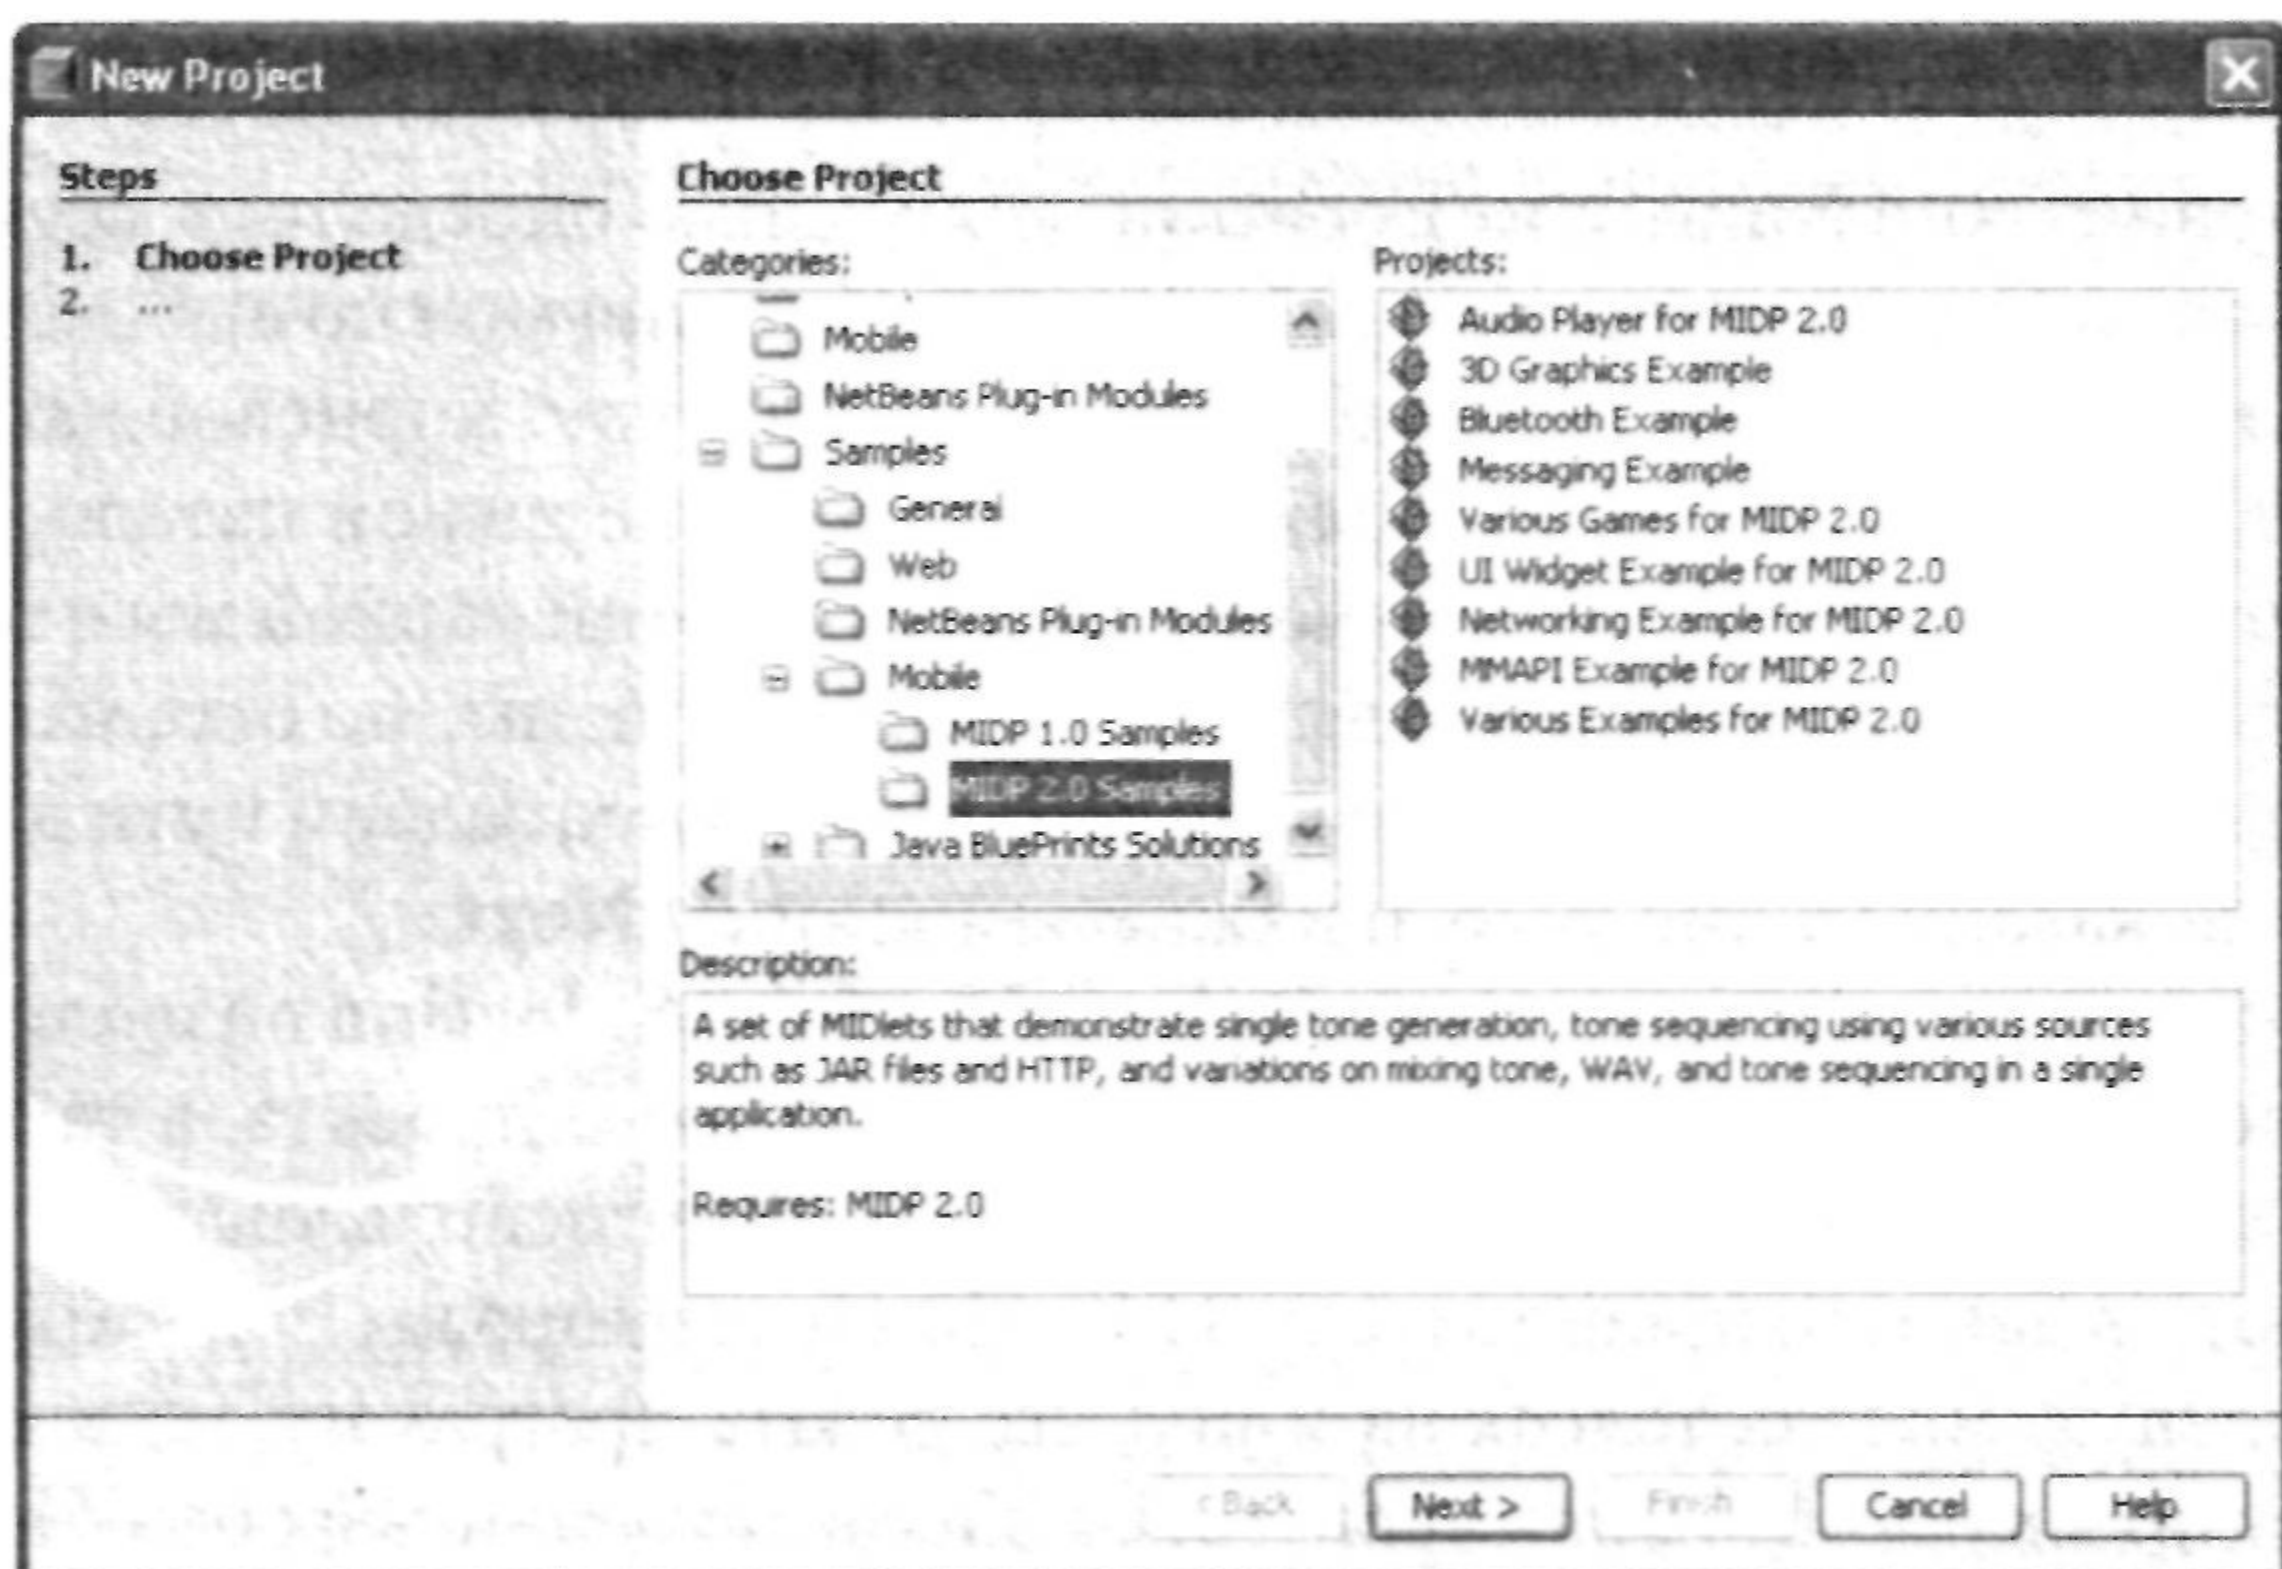 New Project
Steps
1. Choose Project
2. ...
Choose Project
Categories:
Mobile
NetBeans Plug-in Modules
Samples
General
Web
NetBeans Plug-in Modules
Mobile
MIDP 1.0 Samples
MIDP 2.0 Samples
Java BluePrints Solutions
Projects:
Audio Player for MIDP 2.0
3D Graphics Example
Bluetooth Example
Messaging Example
Various Games for MIDP 2.0
UI Widget Example for MIDP 2.0
Networking Example for MIDP 2.0
MMAPI Example for MIDP 2.0
Various Examples for MIDP 2.0
Description:
A set of MIDlets that demonstrate single tone generation, tone sequencing using various sources
such as JAR files and HTTP, and variations on mixing tone, WAV, and tone sequencing in a single
application.
Requires: MIDP 2.0
< Back Next > Finish Cancel Help